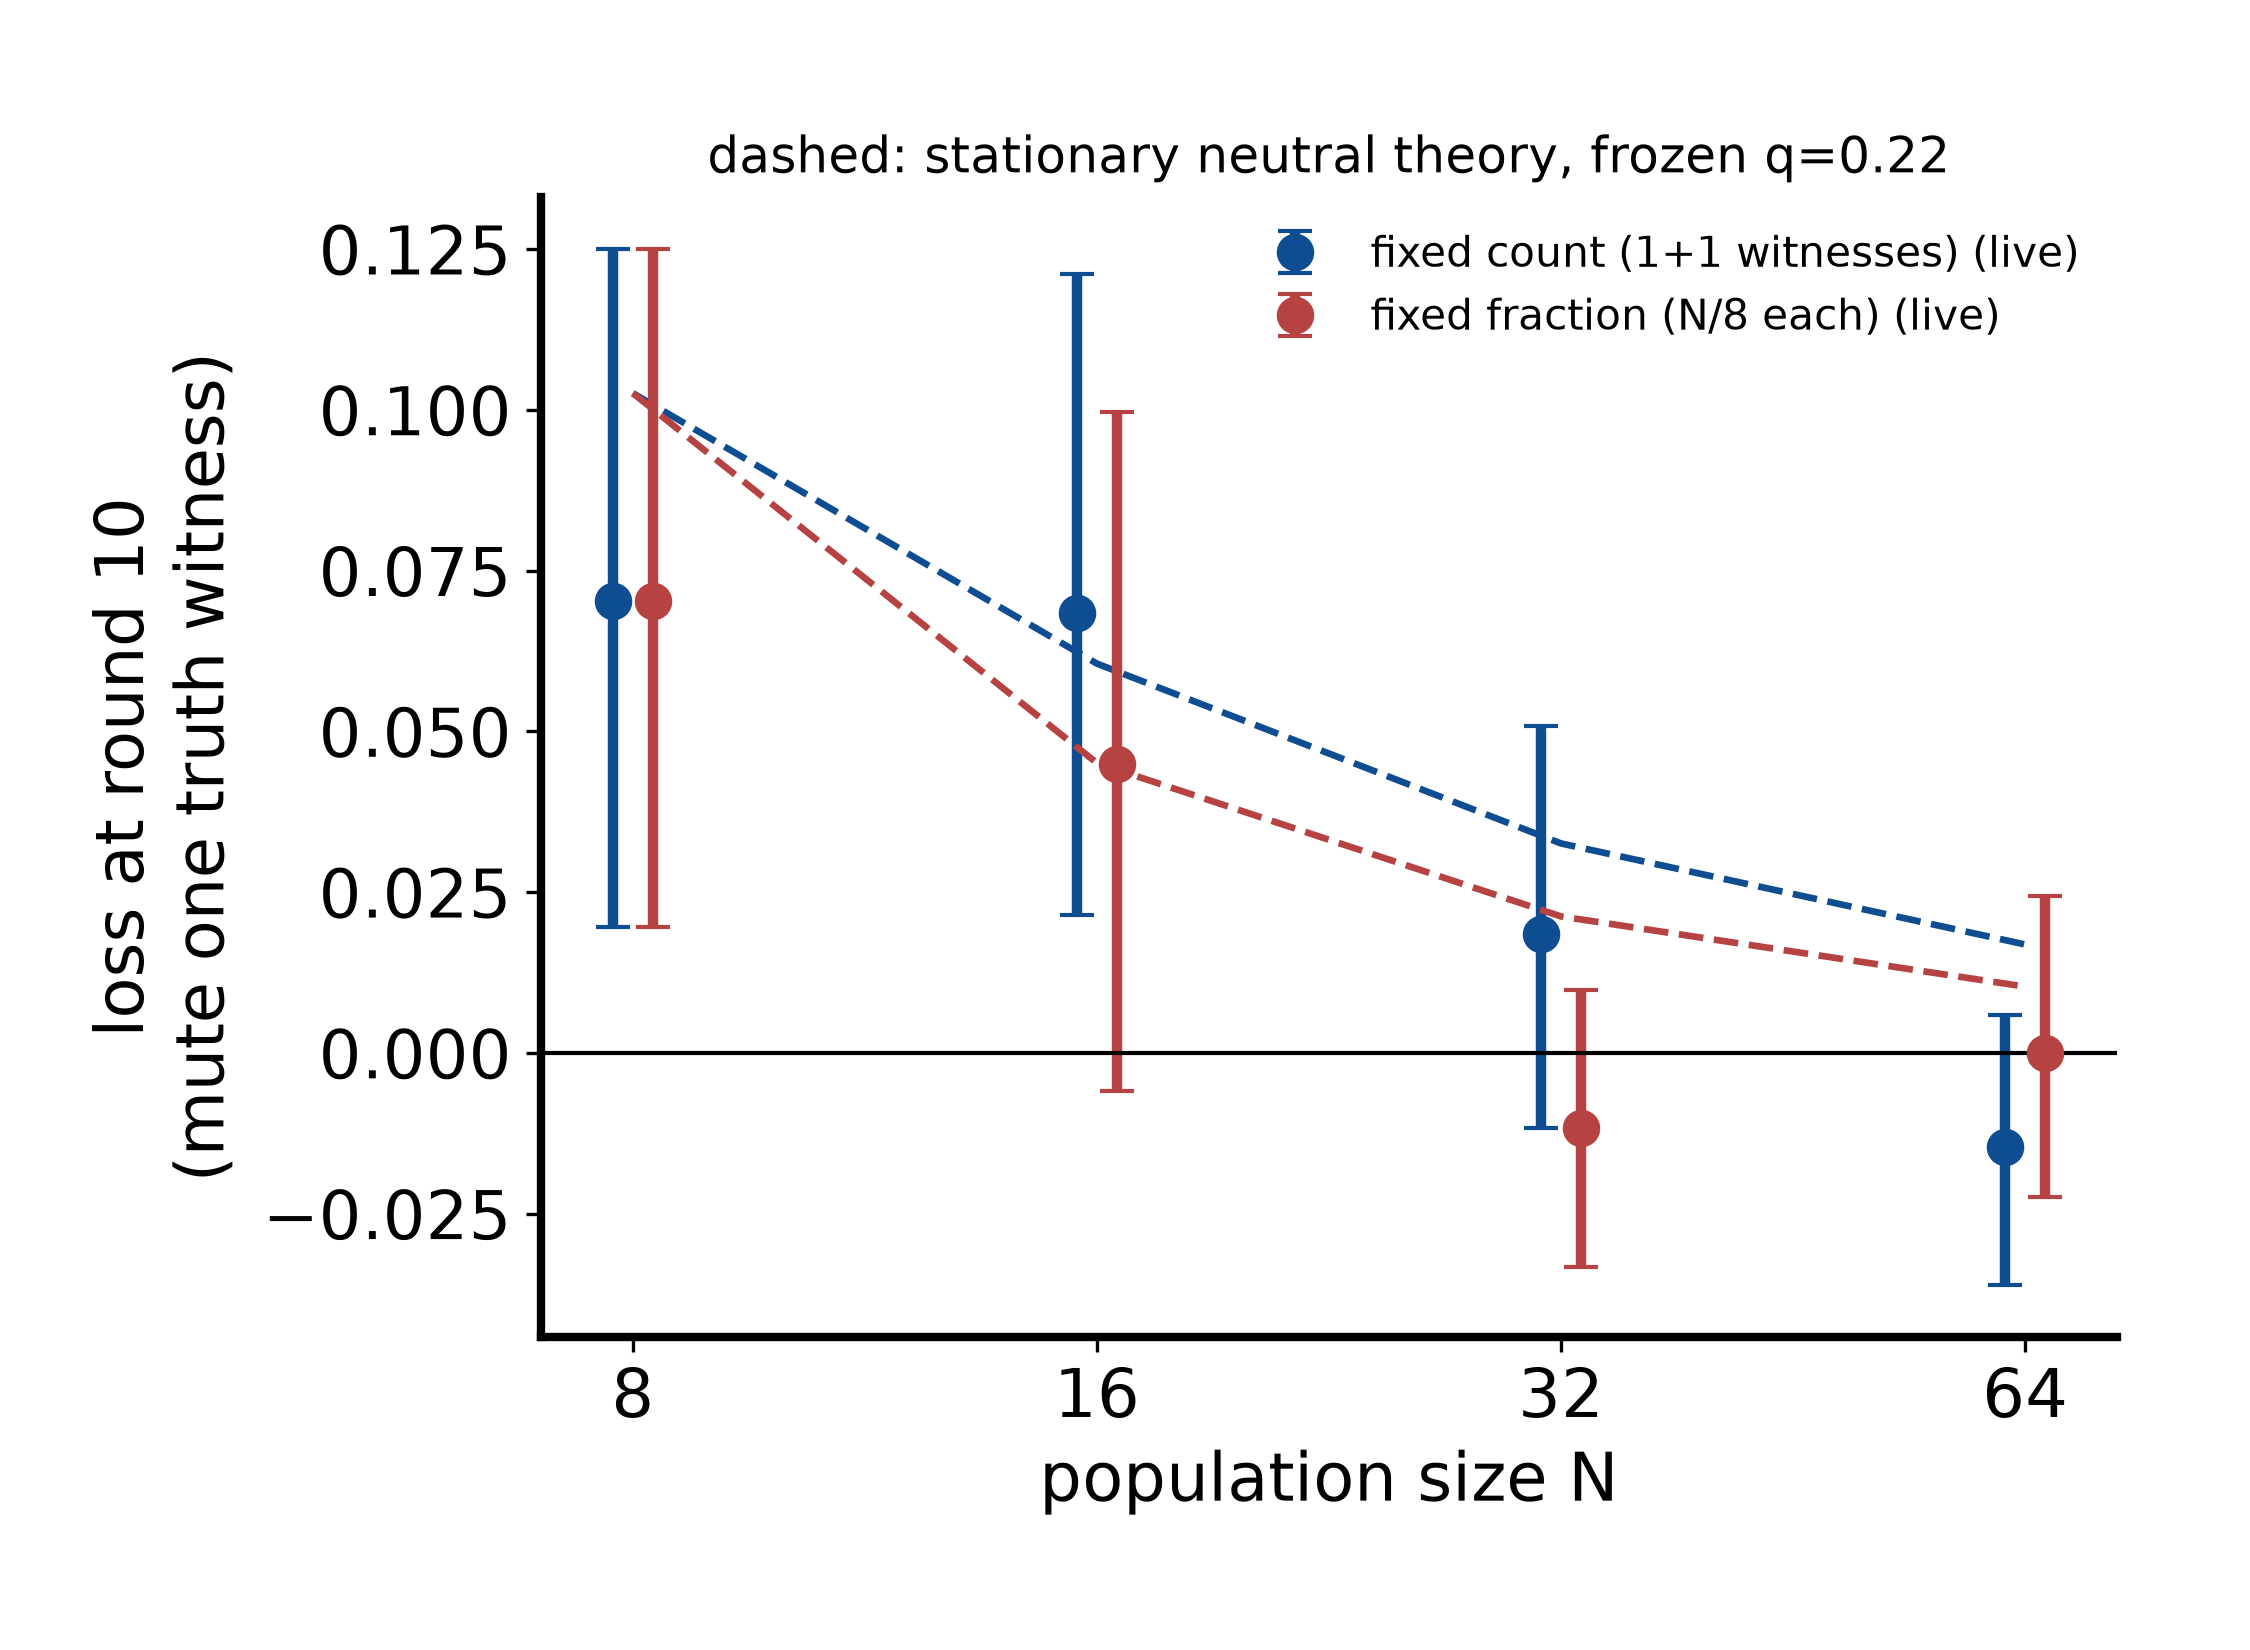 dashed: stationary neutral theory, frozen q=0.22
fixed count (1+1 witnesses) (live)
fixed fraction (N/8 each) (live)
loss at round 10
(mute one truth witness)
0.125
0.100
0.075
0.050
0.025
0.000
−0.025
8
16
32
64
population size N